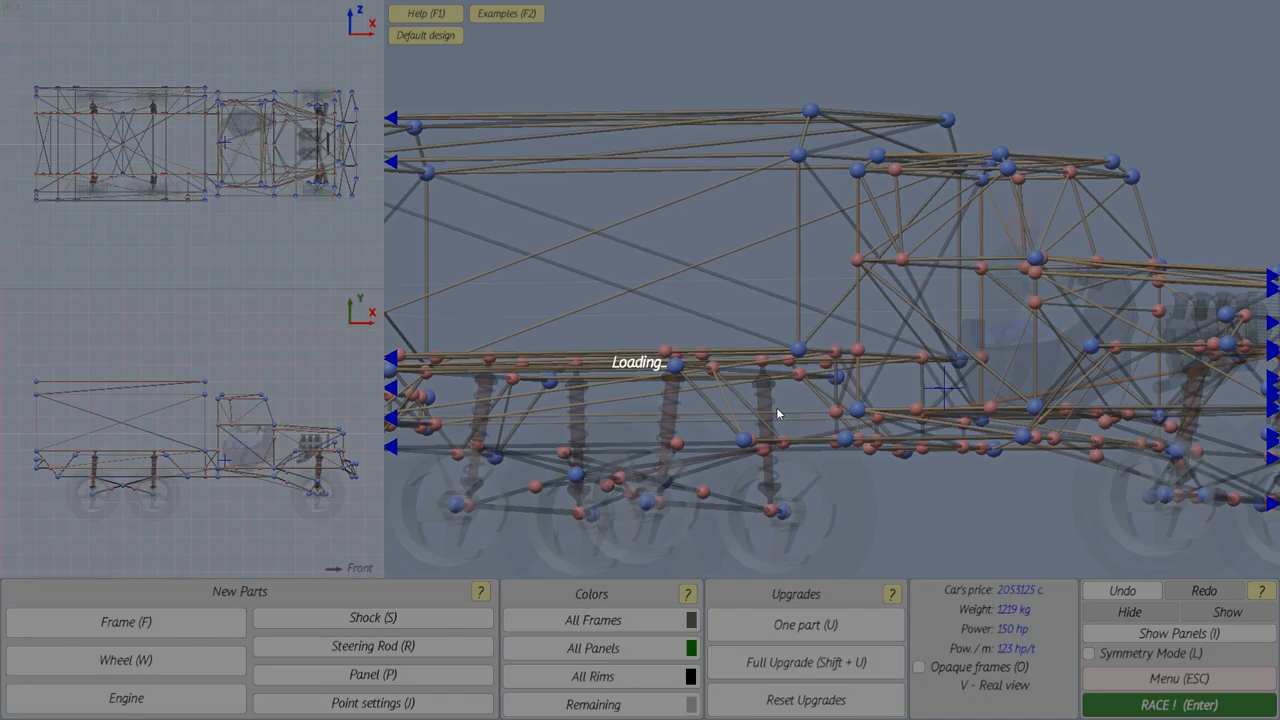 Help (F1)
Examples (F2)
Default design
Z
X
Y
X
Front
Loading..
New Parts
?
Frame (F)
Shock (S)
Steering Rod (R)
Wheel (W)
Panel (P)
Engine
Point settings (J)
Colors
?
All Frames
All Panels
All Rims
Remaining
Upgrades
?
One part (U)
Full Upgrade (Shift + U)
Reset Upgrades
Car's price: 2053125 c.
Weight: 1219 kg
Power: 150 hp
Pow. / m: 123 hp/t
Opaque frames (O)
V - Real view
Undo
Redo
?
Hide
Show
Show Panels (I)
Symmetry Mode (L)
Menu (ESC)
RACE ! (Enter)